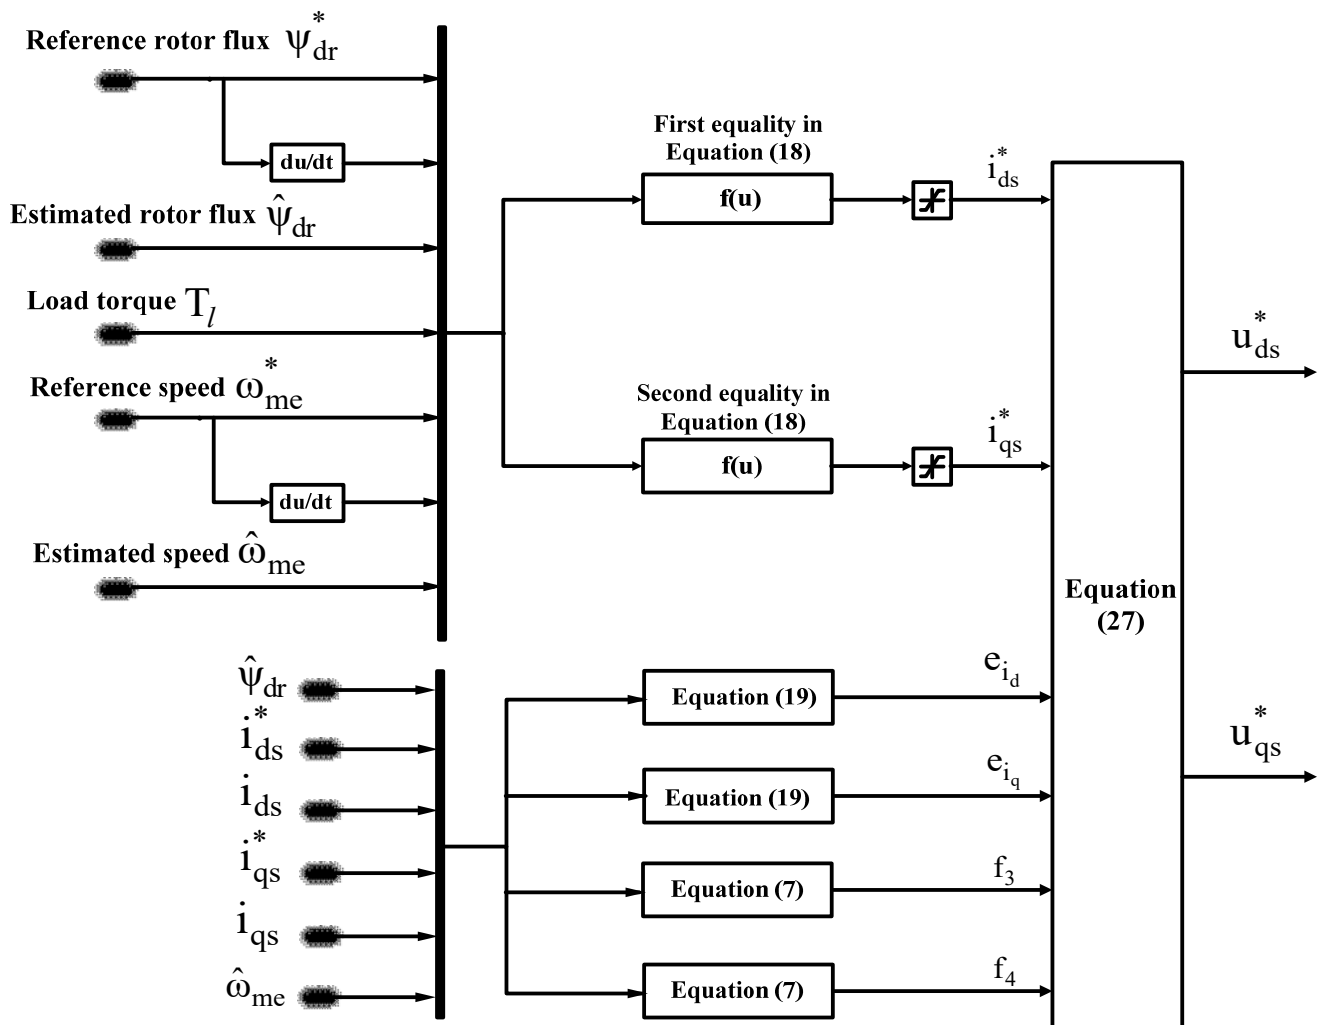 Reference rotor flux ψ*dr
du/dt
Estimated rotor flux ψ̂dr
Load torque Tl
Reference speed ω*me
du/dt
Estimated speed ω̂me
First equality in
Equation (18)
f(u)
i*ds
Second equality in
Equation (18)
f(u)
i*qs
ψ̂dr
i*ds
ids
i*qs
iqs
ω̂me
Equation (19)
eid
Equation (19)
eiq
Equation (7)
f3
Equation (7)
f4
Equation
(27)
u*ds
u*qs